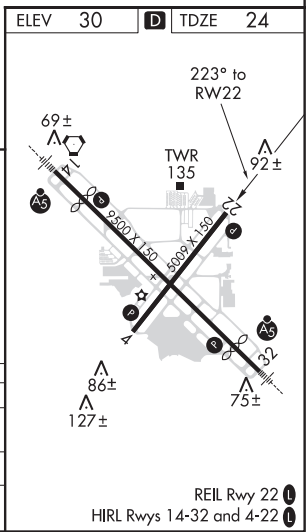 ELEV 30 D TDZE 24
223° to
RW22
69±
14
TWR
135
92±
A5
P
22
9500 X 150
5009 X 150
P
P
A5
4
P
32
86±
75±
127±
REIL Rwy 22 L
HIRL Rwys 14-32 and 4-22 L